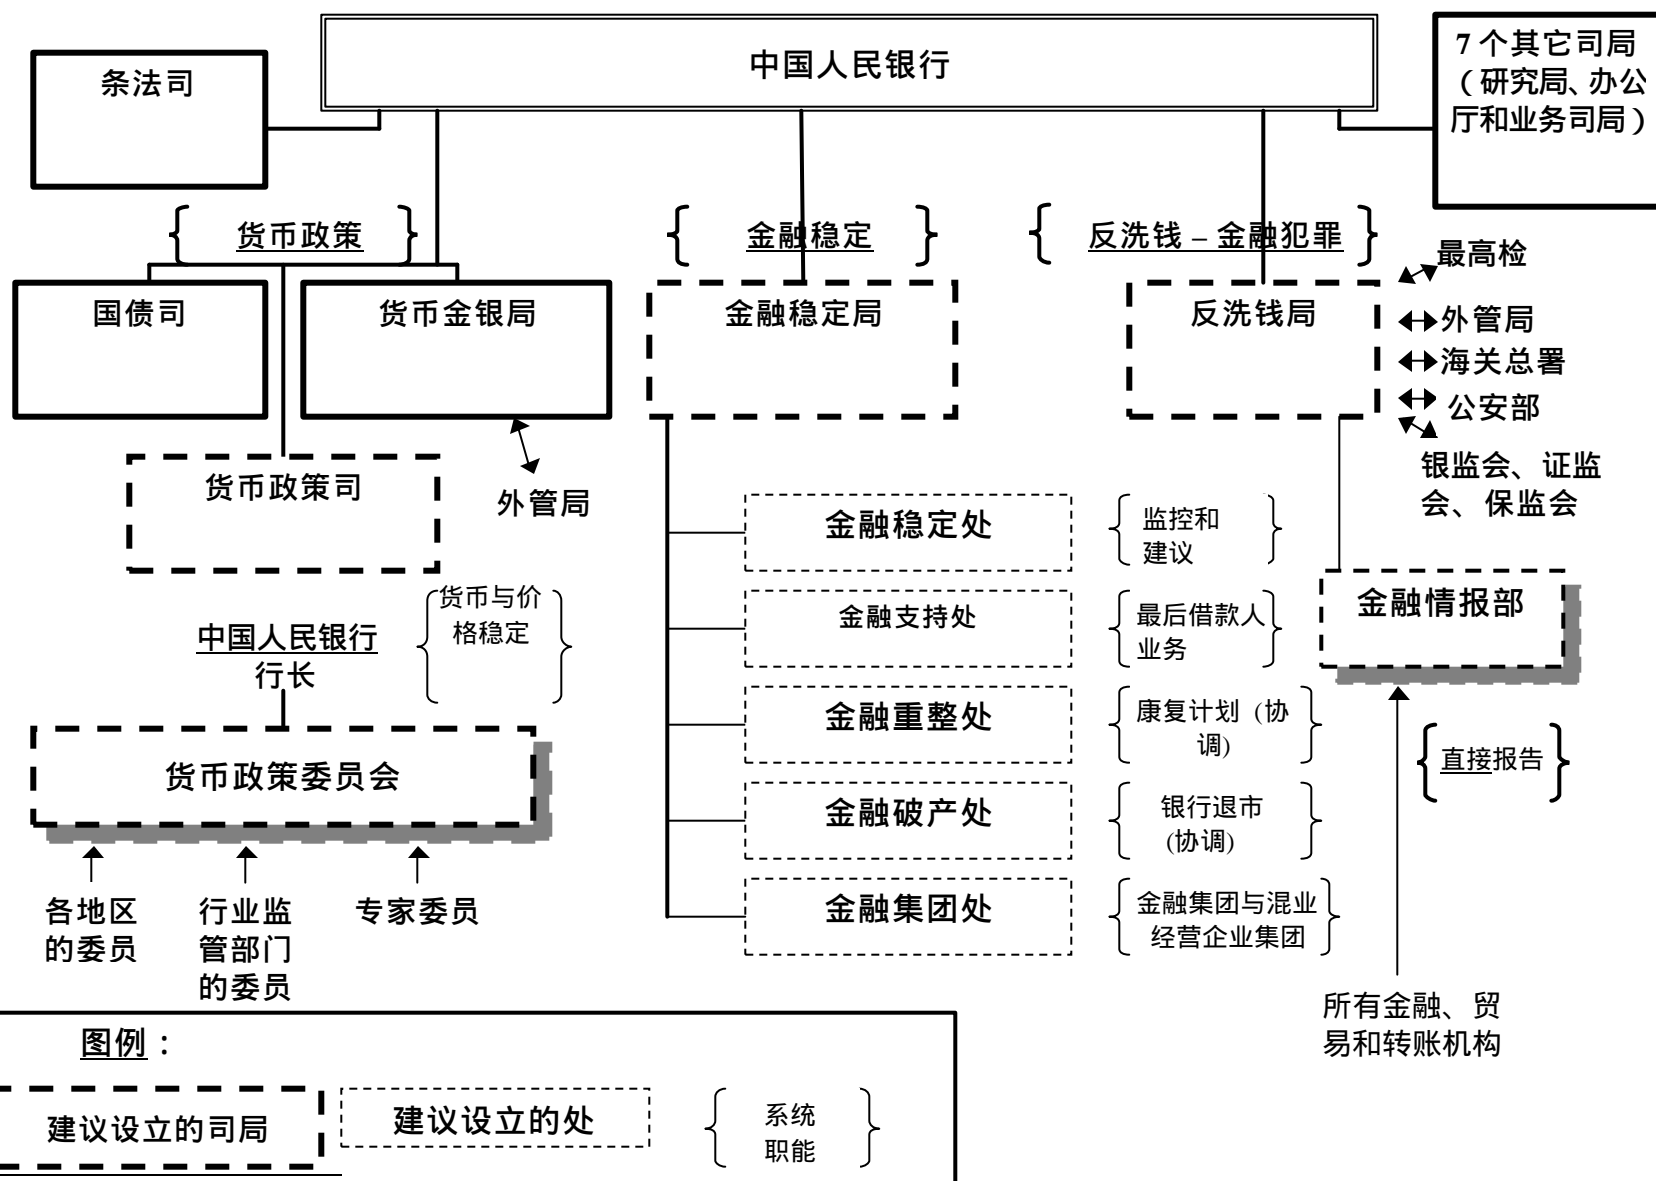 中国人民银行
条法司
7 个其它司局
（研究局、办公
厅和业务司局）
货币政策
金融稳定
反洗钱 – 金融犯罪
国债司
货币金银局
金融稳定局
反洗钱局
最高检
外管局
海关总署
公安部
银监会、证监
会、保监会
货币政策司
外管局
金融稳定处
监控和
建议
金融支持处
最后借款人
业务
金融重整处
康复计划 (协
调)
金融破产处
银行退市
(协调)
金融集团处
金融集团与混业
经营企业集团
金融情报部
直接报告
所有金融、贸
易和转账机构
货币与价
格稳定
中国人民银行
行长
货币政策委员会
各地区
的委员
行业监
管部门
的委员
专家委员
图例：
建议设立的司局
建议设立的处
系统
职能